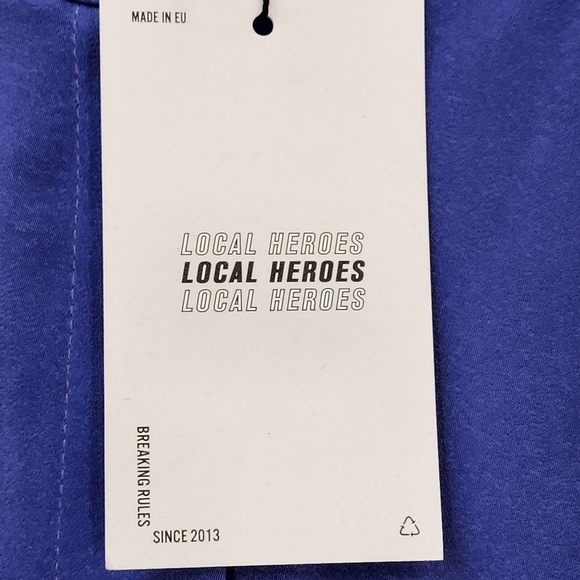 MADE IN EU
LOCAL HEROES
LOCAL HEROES
LOCAL HEROES
BREAKING RULES
SINCE 2013